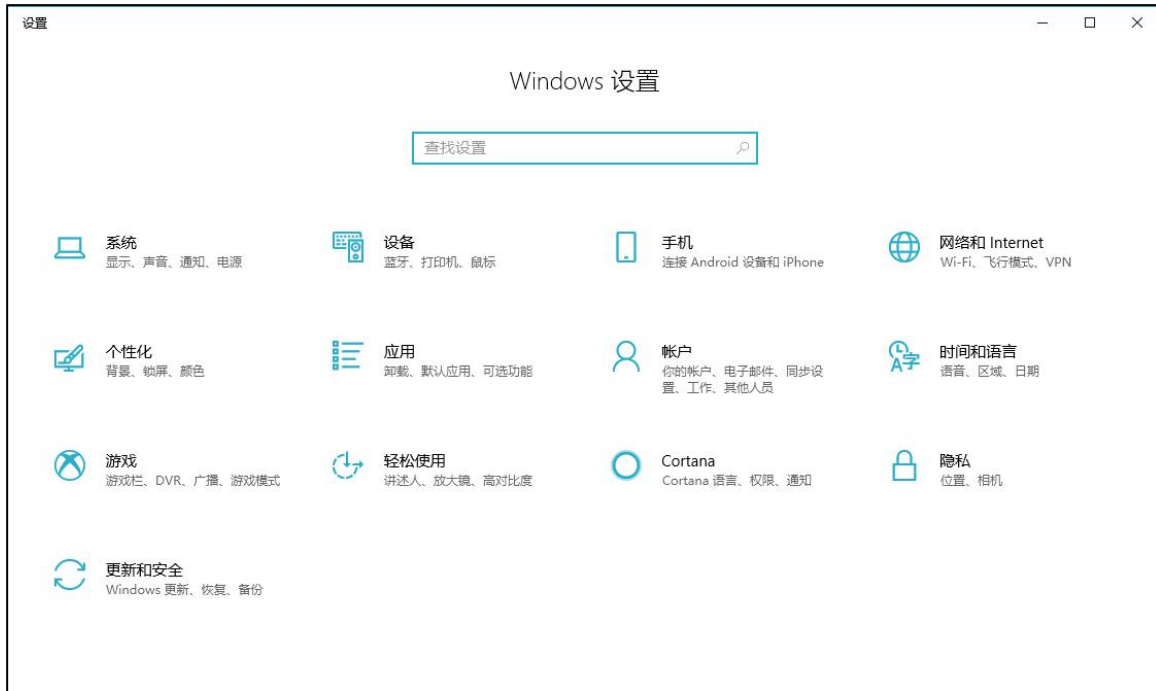 设置
Windows 设置
查找设置
系统
显示、声音、通知、电源
设备
蓝牙、打印机、鼠标
手机
连接 Android 设备和 iPhone
网络和 Internet
Wi-Fi、飞行模式、VPN
个性化
背景、锁屏、颜色
应用
卸载、默认应用、可选功能
帐户
你的帐户、电子邮件、同步设
置、工作、其他人员
时间和语言
语音、区域、日期
游戏
游戏栏、DVR、广播、游戏模式
轻松使用
讲述人、放大镜、高对比度
Cortana
Cortana 语言、权限、通知
隐私
位置、相机
更新和安全
Windows 更新、恢复、备份